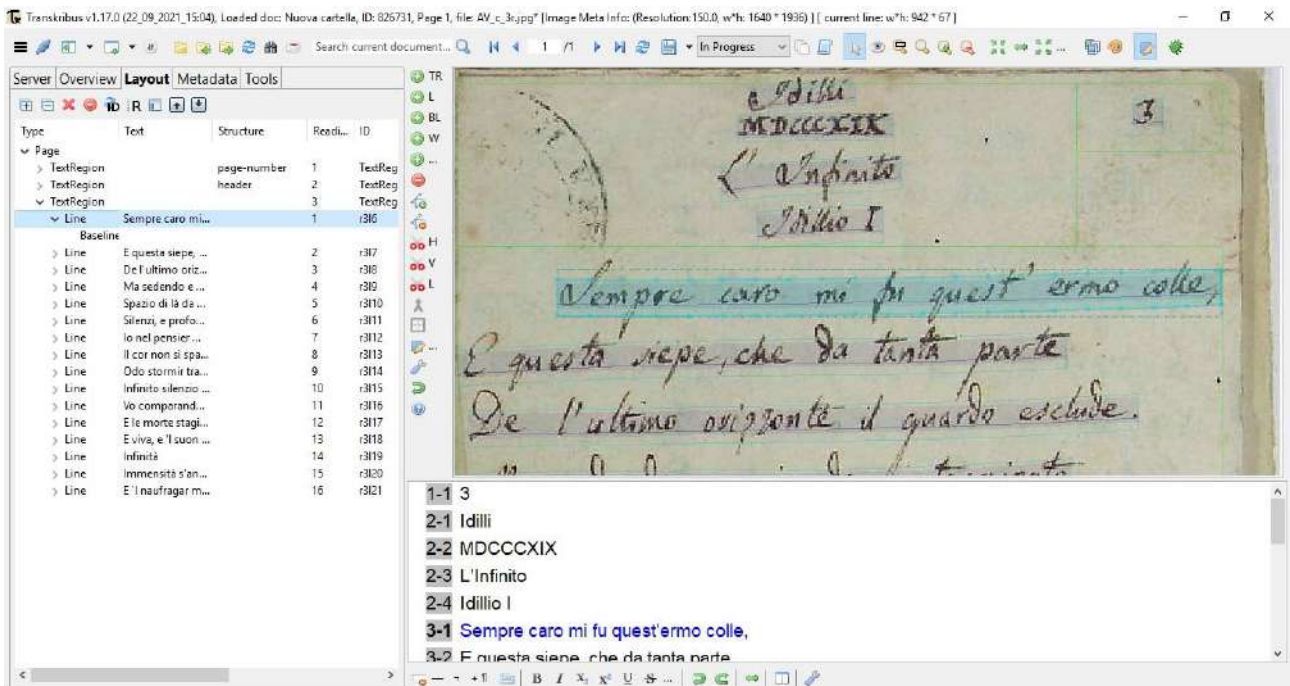 Transkribus v1.17.0 (22_09_2021_15:04), Loaded doc: Nuova cartella, ID: 826731, Page 1, file: AV_c_3r.jpg* [Image Meta Info: (Resolution:150.0, w*h: 1640 * 1936) ] [ current line: w*h: 942 * 67 ]
Search current document... 1 /1 In Progress
Server Overview Layout Metadata Tools
Type Text Structure Readi... ID
Page
TextRegion page-number 1 TextReg
TextRegion header 2 TextReg
TextRegion 3 TextReg
Line Sempre caro mi... 1 r3l6
Baseline
Line E questa siepe, ... 2 r3l7
Line De l'ultimo oriz... 3 r3l8
Line Ma sedendo e ... 4 r3l9
Line Spazio di là da ... 5 r3l10
Line Silenzi, e profo... 6 r3l11
Line Io nel pensier ... 7 r3l12
Line Il cor non si spa... 8 r3l13
Line Odo stormir tra... 9 r3l14
Line Infinito silenzio ... 10 r3l15
Line Vo comparand... 11 r3l16
Line E le morte stagi... 12 r3l17
Line E viva, e 'l suon ... 13 r3l18
Line Infinità 14 r3l19
Line Immensità s'an... 15 r3l20
Line E 'l naufragar m... 16 r3l21
TR
L
BL
W
...
H
V
L
Idilli
MDCCCXIX
3
L'Infinito
Idillio I
Sempre caro mi fu quest'ermo colle,
E questa siepe, che da tanta parte
De l'ultimo orizzonte il guardo esclude.
1-1 3
2-1 Idilli
2-2 MDCCCXIX
2-3 L'Infinito
2-4 Idillio I
3-1 Sempre caro mi fu quest'ermo colle,
3-2 E questa siepe, che da tanta parte
B I X₁ X² U S ...